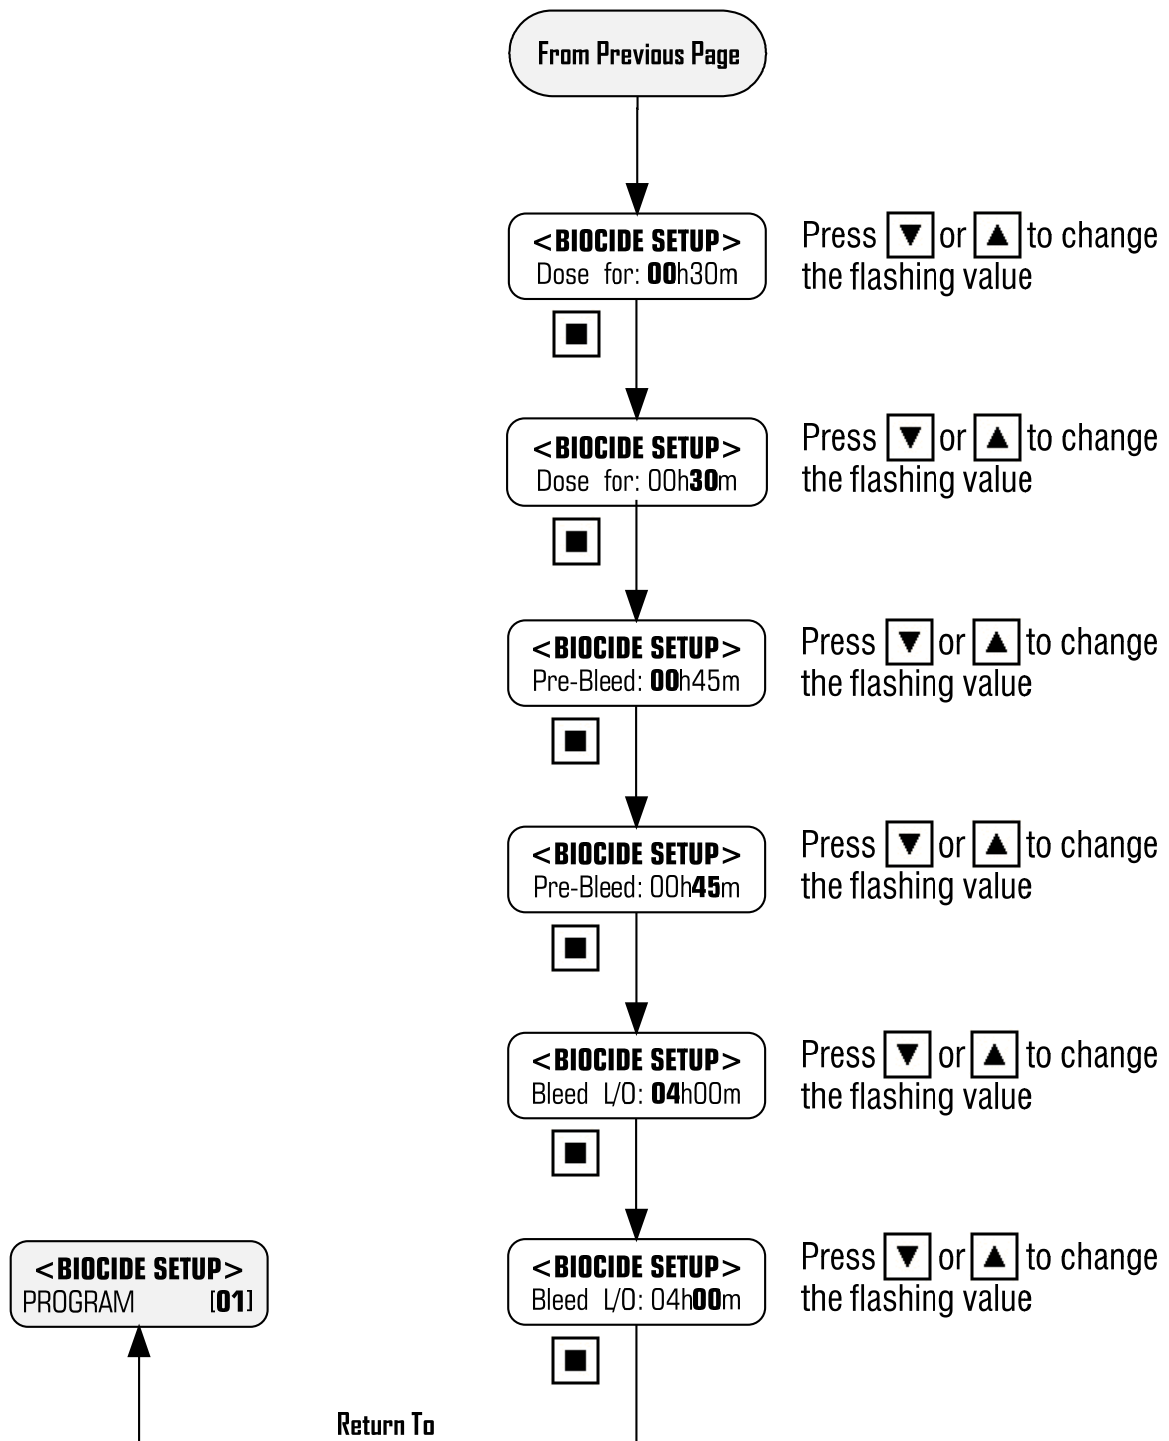 From Previous Page
<BIOCIDE SETUP>
Dose for: 00h30m
Press ▼ or ▲ to change
the flashing value
<BIOCIDE SETUP>
Dose for: 00h30m
Press ▼ or ▲ to change
the flashing value
<BIOCIDE SETUP>
Pre-Bleed: 00h45m
Press ▼ or ▲ to change
the flashing value
<BIOCIDE SETUP>
Pre-Bleed: 00h45m
Press ▼ or ▲ to change
the flashing value
<BIOCIDE SETUP>
Bleed L/O: 04h00m
Press ▼ or ▲ to change
the flashing value
<BIOCIDE SETUP>
Bleed L/O: 04h00m
Press ▼ or ▲ to change
the flashing value
<BIOCIDE SETUP>
PROGRAM [01]
Return To